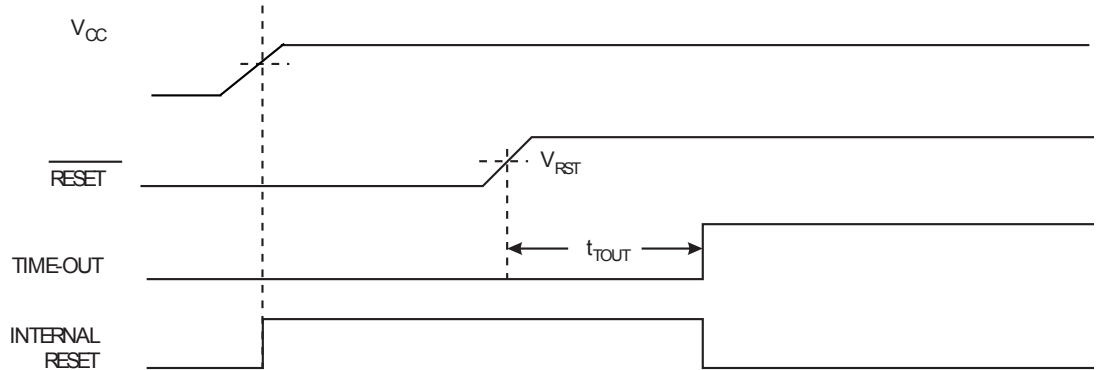 VCC
RESET
VRST
tTOUT
TIME-OUT
INTERNAL
RESET